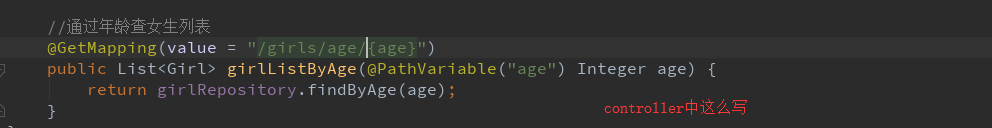 //通过年龄查女生列表
@GetMapping(value = "/girls/age/{age}")
public List<Girl> girlListByAge(@PathVariable("age") Integer age) {
return girlRepository.findByAge(age);
controller中这么写
}